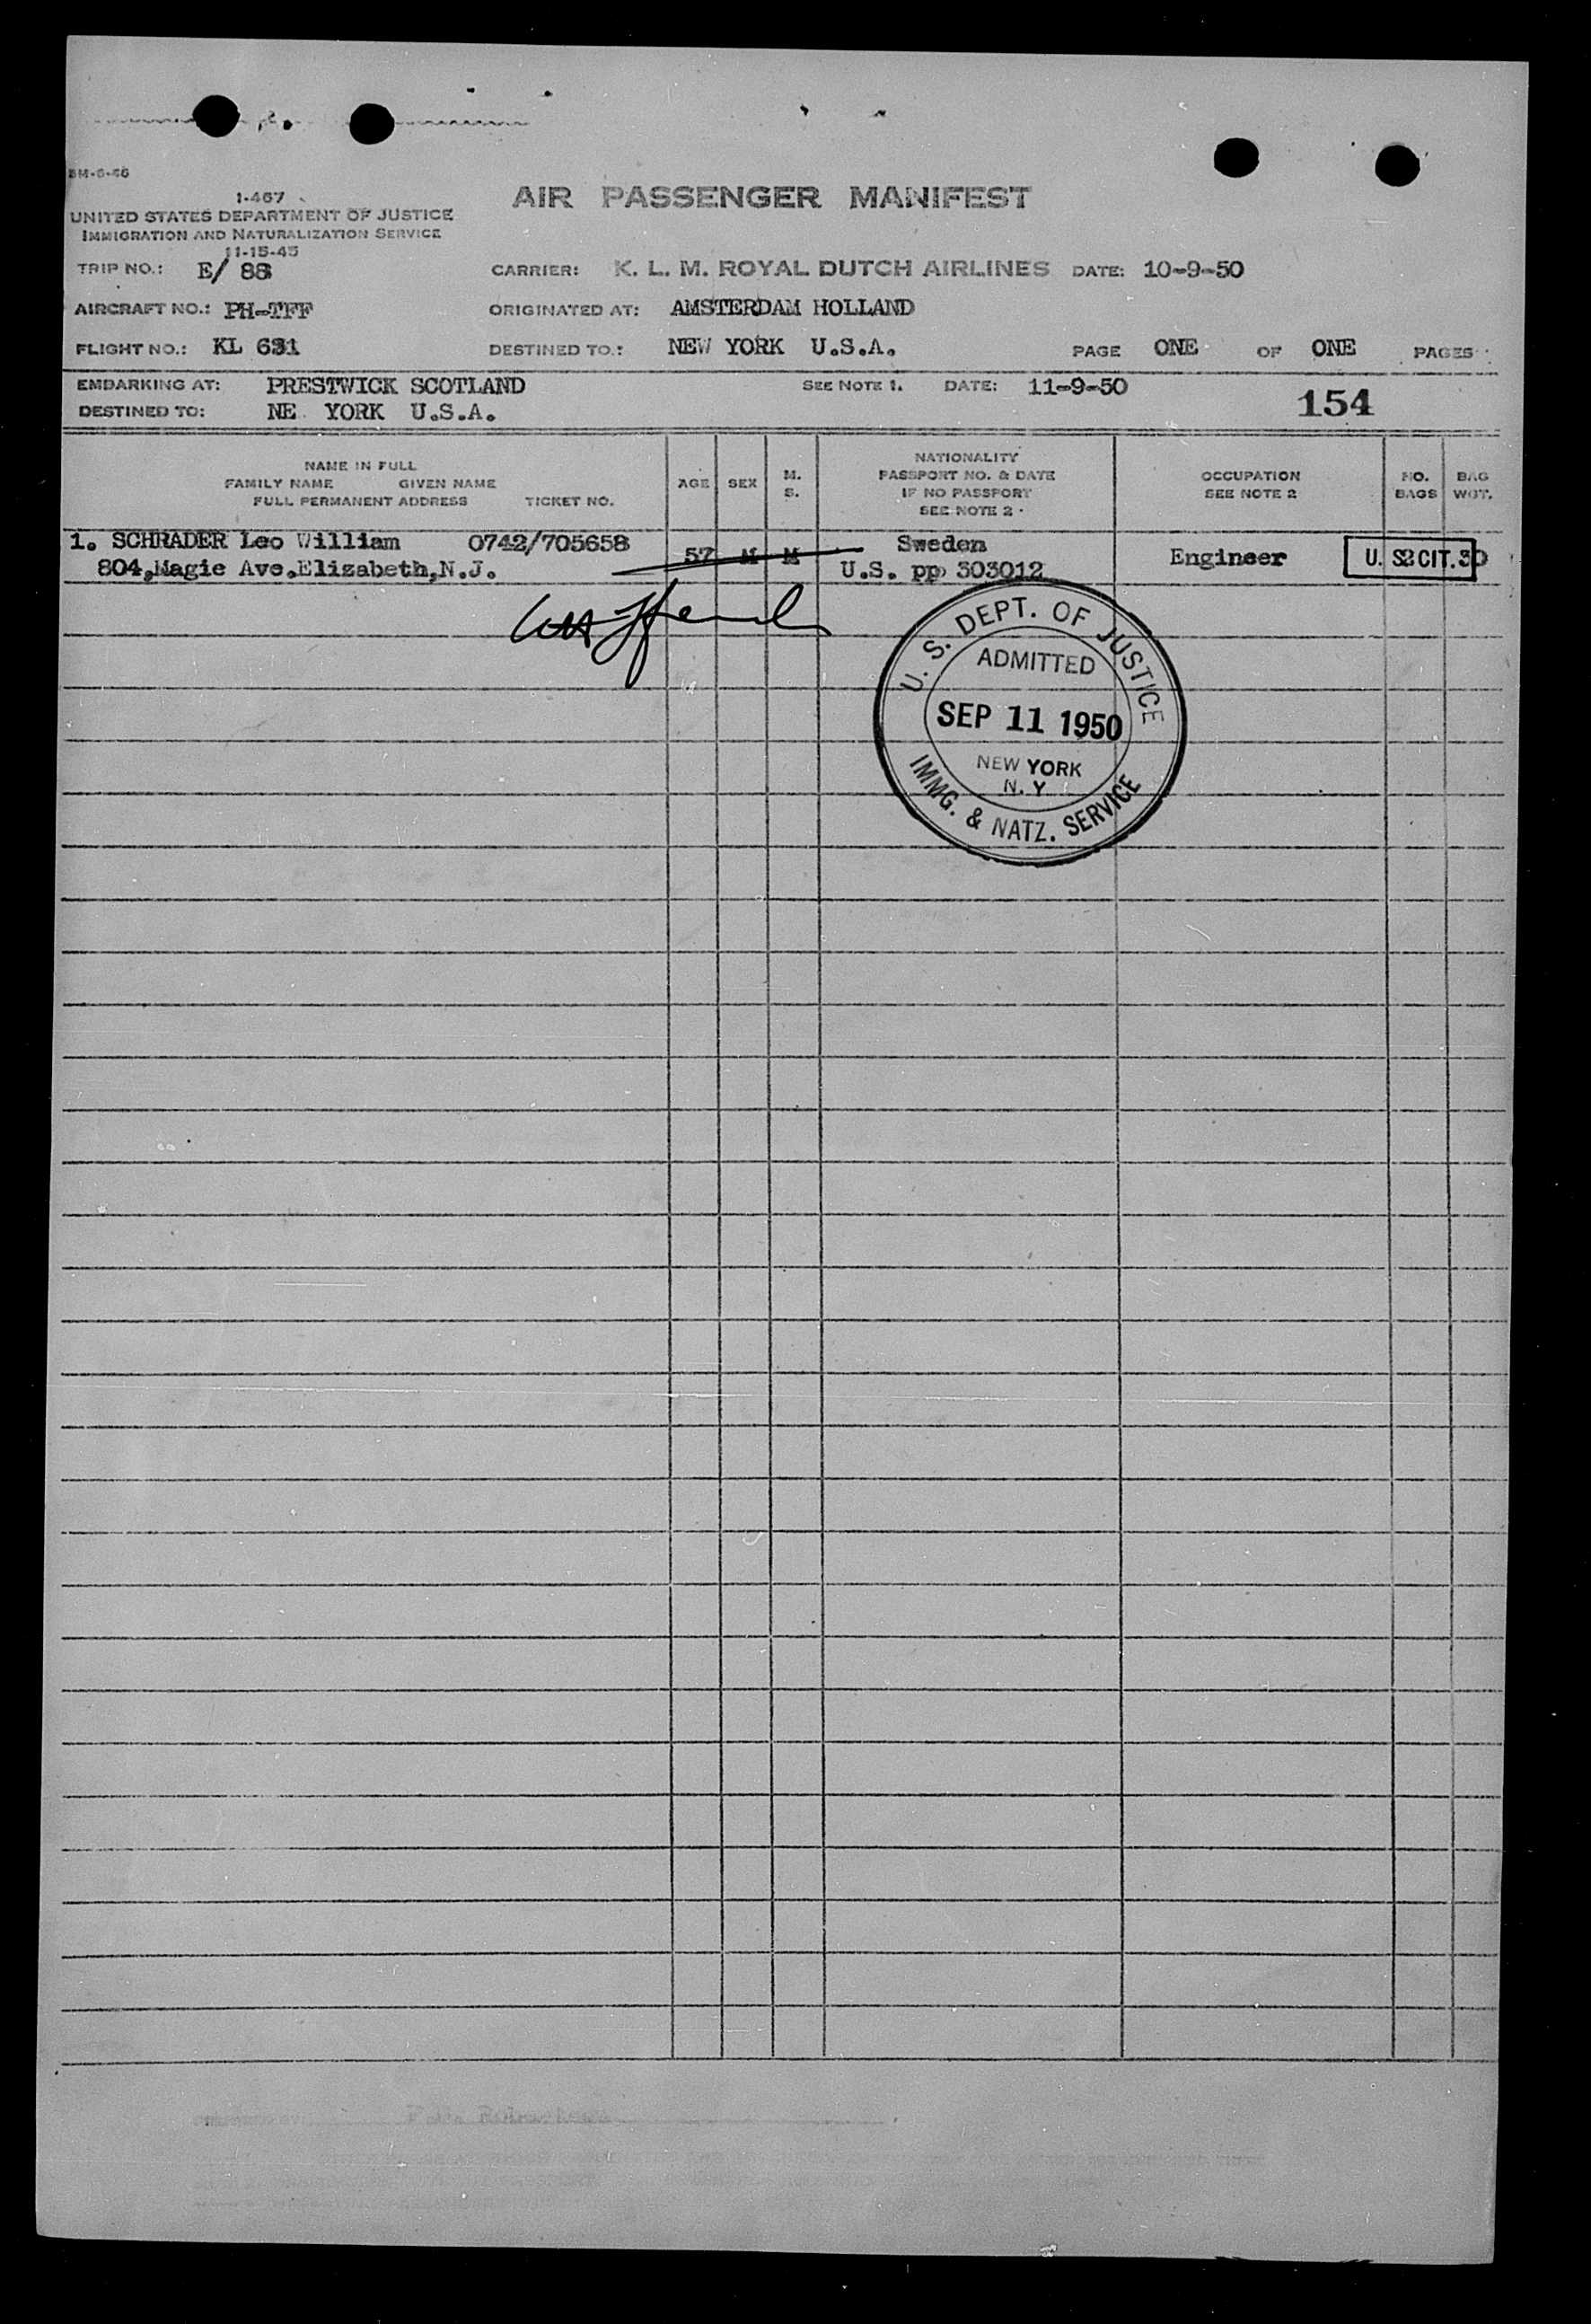 BM-6-46
I-467
UNITED STATES DEPARTMENT OF JUSTICE
IMMIGRATION AND NATURALIZATION SERVICE
11-15-45
AIR PASSENGER MANIFEST
TRIP NO.: E/ 88 CARRIER: K. L. M. ROYAL DUTCH AIRLINES DATE: 10-9-50
AIRCRAFT NO.: PH-TFF ORIGINATED AT: AMSTERDAM HOLLAND
FLIGHT NO.: KL 631 DESTINED TO.: NEW YORK U.S.A. PAGE ONE OF ONE PAGES
EMBARKING AT: PRESTWICK SCOTLAND SEE NOTE 1. DATE: 11-9-50
DESTINED TO: NE YORK U.S.A. 154
NAME IN FULL
FAMILY NAME GIVEN NAME
FULL PERMANENT ADDRESS TICKET NO.
AGE
SEX
M.
S.
NATIONALITY
PASSPORT NO. & DATE
IF NO PASSPORT
SEE NOTE 2
OCCUPATION
SEE NOTE 2
NO.
BAGS
BAG
WGT.
1. SCHRADER Leo William 0742/705658 57 M M Sweden Engineer 2 30
804,Magie Ave.Elizabeth,N.J. U.S. pp 303012
U.S. CIT.
U. S. DEPT. OF JUSTICE
ADMITTED
SEP 11 1950
NEW YORK
N. Y
IMMG. & NATZ. SERVICE